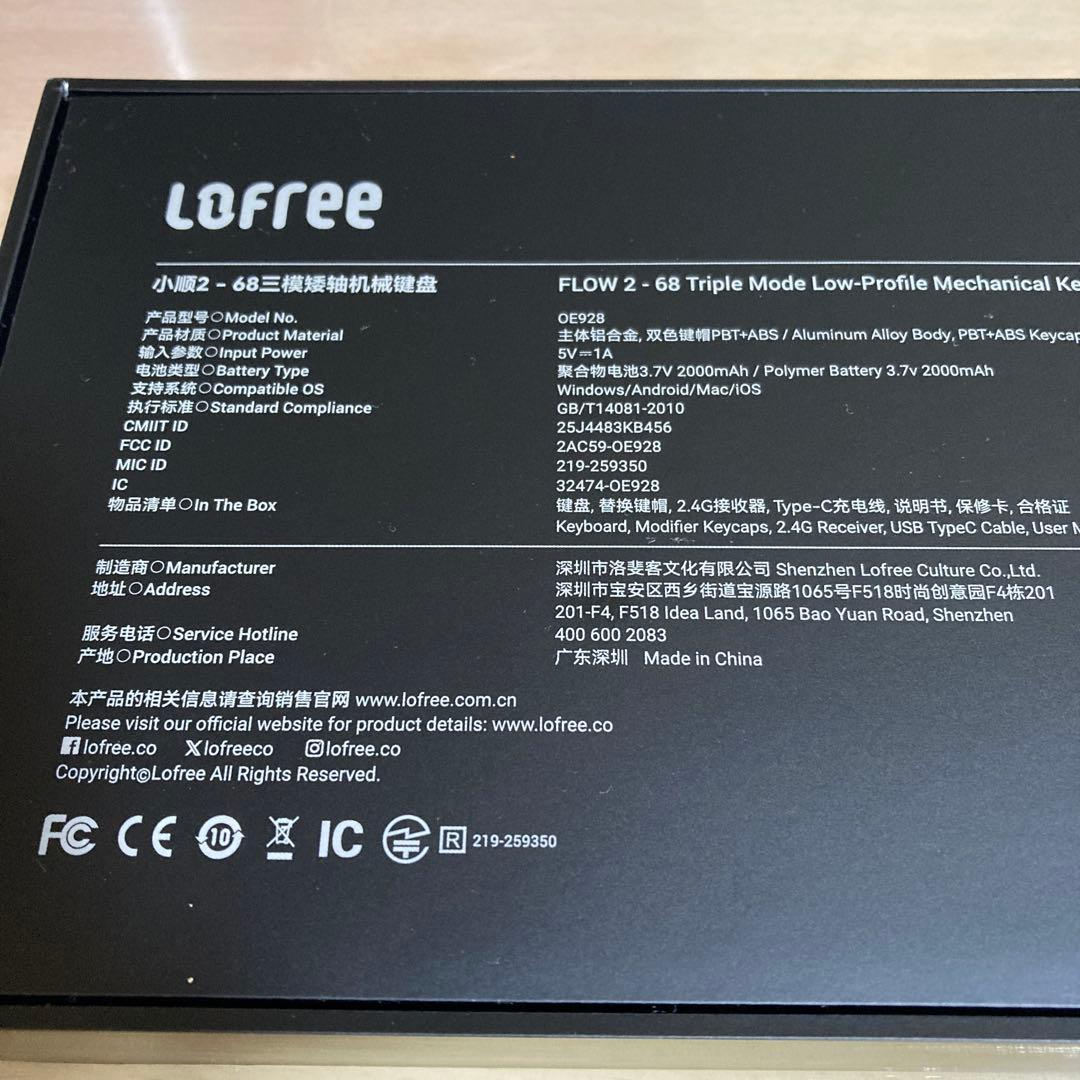 LOFREE
小顺2 - 68三模矮轴机械键盘 FLOW 2 - 68 Triple Mode Low-Profile Mechanical Ke
产品型号○Model No. OE928
产品材质○Product Material 主体铝合金, 双色键帽PBT+ABS / Aluminum Alloy Body, PBT+ABS Keycap
输入参数○Input Power 5V⎓1A
电池类型○Battery Type 聚合物电池3.7V 2000mAh / Polymer Battery 3.7v 2000mAh
支持系统○Compatible OS Windows/Android/Mac/iOS
执行标准○Standard Compliance GB/T14081-2010
CMIIT ID 25J4483KB456
FCC ID 2AC59-OE928
MIC ID 219-259350
IC 32474-OE928
物品清单○In The Box 键盘, 替换键帽, 2.4G接收器, Type-C充电线, 说明书, 保修卡, 合格证
Keyboard, Modifier Keycaps, 2.4G Receiver, USB TypeC Cable, User M
制造商○Manufacturer 深圳市洛斐客文化有限公司 Shenzhen Lofree Culture Co.,Ltd.
地址○Address 深圳市宝安区西乡街道宝源路1065号F518时尚创意园F4栋201
201-F4, F518 Idea Land, 1065 Bao Yuan Road, Shenzhen
服务电话○Service Hotline 400 600 2083
产地○Production Place 广东深圳 Made in China
本产品的相关信息请查询销售官网 www.lofree.com.cn
Please visit our official website for product details: www.lofree.co
lofree.co lofreeco lofree.co
Copyright©Lofree All Rights Reserved.
FC CE 10 IC R 219-259350